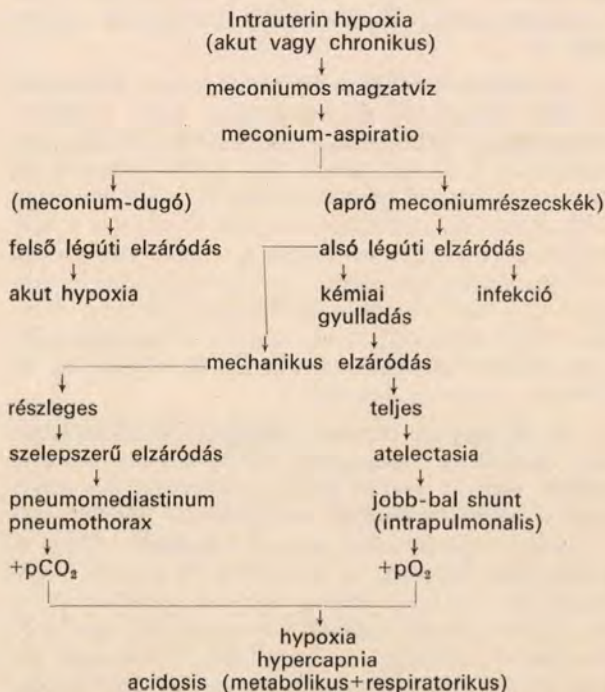 Intrauterin hypoxia
(akut vagy chronikus)
meconiumos magzatvíz
meconium-aspiratio
(meconium-dugó) (apró meconiumrészecskék)
felső légúti elzáródás alsó légúti elzáródás
akut hypoxia kémiai infekció
gyulladás
mechanikus elzáródás
részleges teljes
szelepszerű elzáródás atelectasia
pneumomediastinum jobb-bal shunt
pneumothorax (intrapulmonalis)
+pCO₂ +pO₂
hypoxia
hypercapnia
acidosis (metabolikus+respiratorikus)